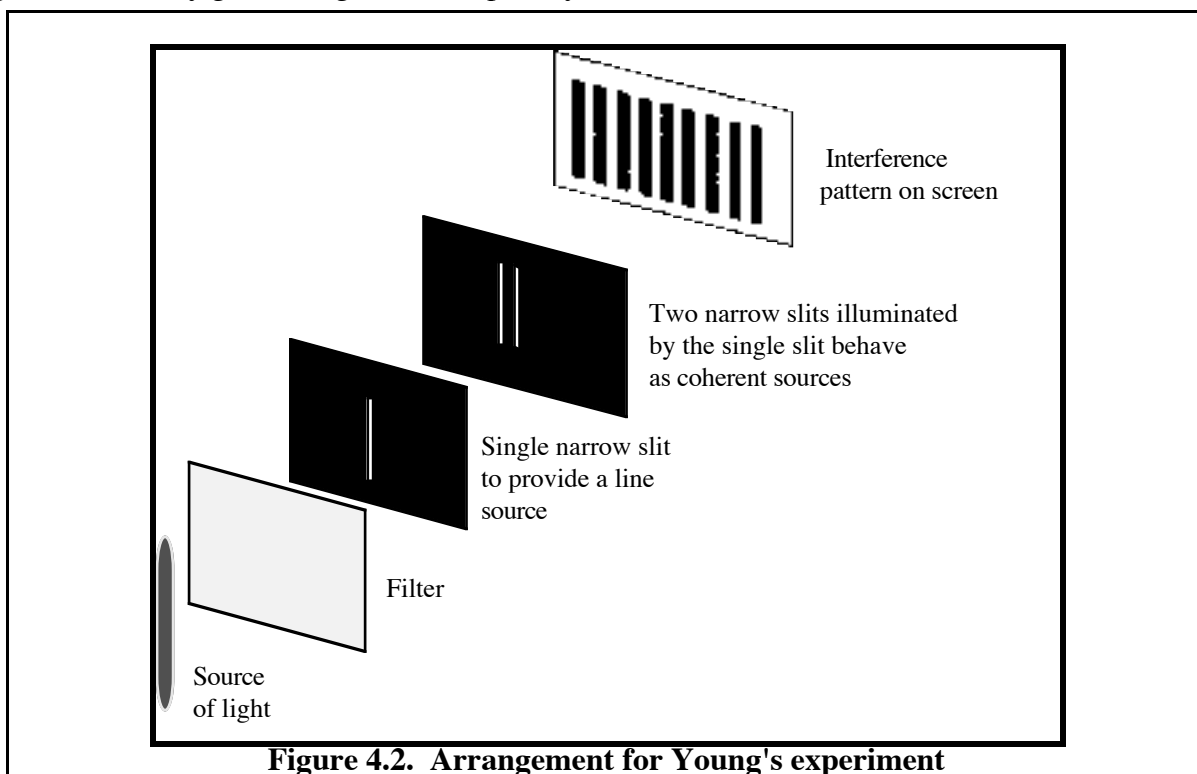 Interference
pattern on screen
Two narrow slits illuminated
by the single slit behave
as coherent sources
Single narrow slit
to provide a line
source
Filter
Source
of light
Figure 4.2. Arrangement for Young's experiment